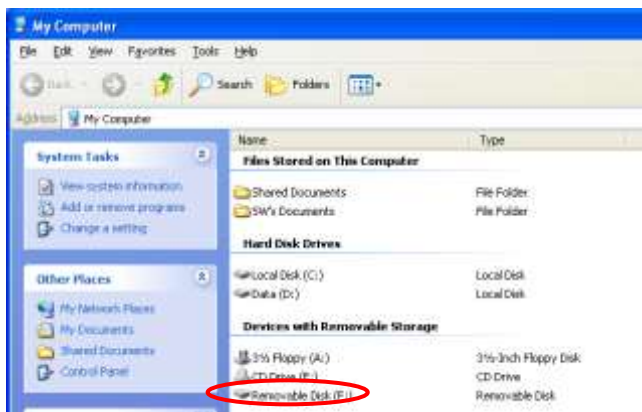 My Computer
File Edit View Favorites Tools Help
Back Search Folders
Address My Computer
Name Type
System Tasks
View system information
Add or remove programs
Change a setting
Other Places
My Network Places
My Documents
Shared Documents
Control Panel
Files Stored on This Computer
Shared Documents File Folder
SW's Documents File Folder
Hard Disk Drives
Local Disk (C:) Local Disk
Data (D:) Local Disk
Devices with Removable Storage
3½ Floppy (A:) 3½-Inch Floppy Disk
CD Drive (E:) CD Drive
Removable Disk (F:) Removable Disk